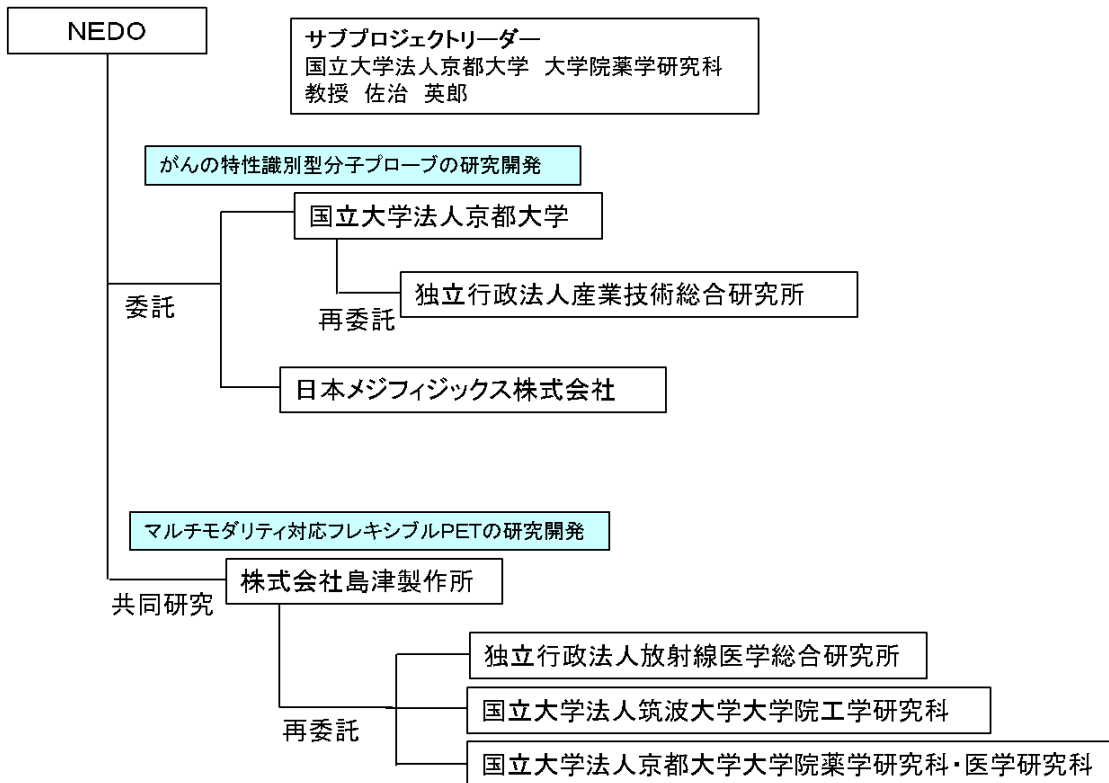 NEDO
サブプロジェクトリーダー
国立大学法人京都大学 大学院薬学研究科
教授 佐治 英郎
がんの特性識別型分子プローブの研究開発
国立大学法人京都大学
独立行政法人産業技術総合研究所
委託
再委託
日本メジフィジックス株式会社
マルチモダリティ対応フレキシブルPETの研究開発
株式会社島津製作所
共同研究
独立行政法人放射線医学総合研究所
国立大学法人筑波大学大学院工学研究科
再委託
国立大学法人京都大学大学院薬学研究科・医学研究科